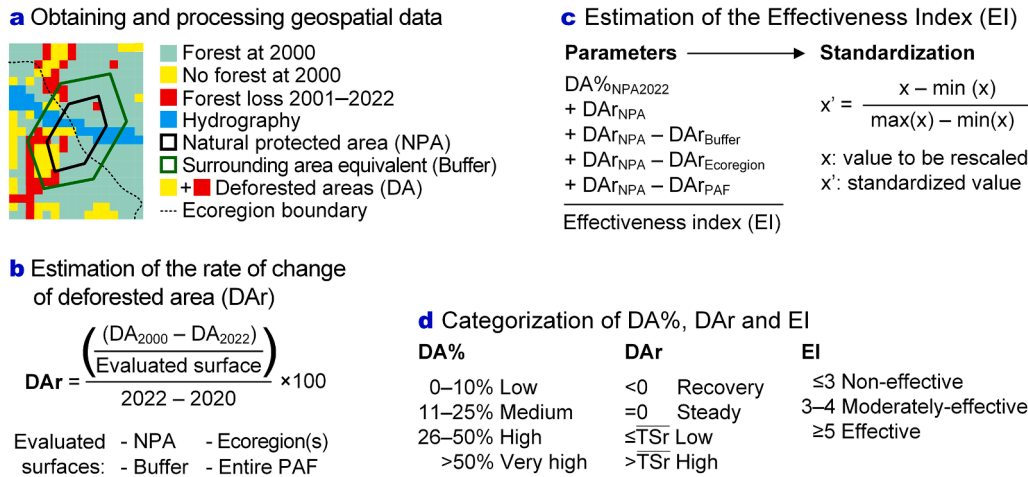 a Obtaining and processing geospatial data
Forest at 2000
No forest at 2000
Forest loss 2001–2022
Hydrography
Natural protected area (NPA)
Surrounding area equivalent (Buffer)
+ Deforested areas (DA)
Ecoregion boundary
b Estimation of the rate of change
of deforested area (DAr)
DAr = ( (DA2000 – DA2022) / Evaluated surface ) / 2022 – 2020 ×100
Evaluated surfaces: - NPA - Ecoregion(s)
- Buffer - Entire PAF
c Estimation of the Effectiveness Index (EI)
Parameters Standardization
DA%NPA2022
+ DArNPA
+ DArNPA – DArBuffer
+ DArNPA – DArEcoregion
+ DArNPA – DArPAF
Effectiveness index (EI)
x' = x – min (x) / max(x) – min(x)
x: value to be rescaled
x': standardized value
d Categorization of DA%, DAr and EI
DA%
0–10% Low
11–25% Medium
26–50% High
>50% Very high
DAr
<0 Recovery
=0 Steady
≤TSr Low
>TSr High
EI
≤3 Non-effective
3–4 Moderately-effective
≥5 Effective